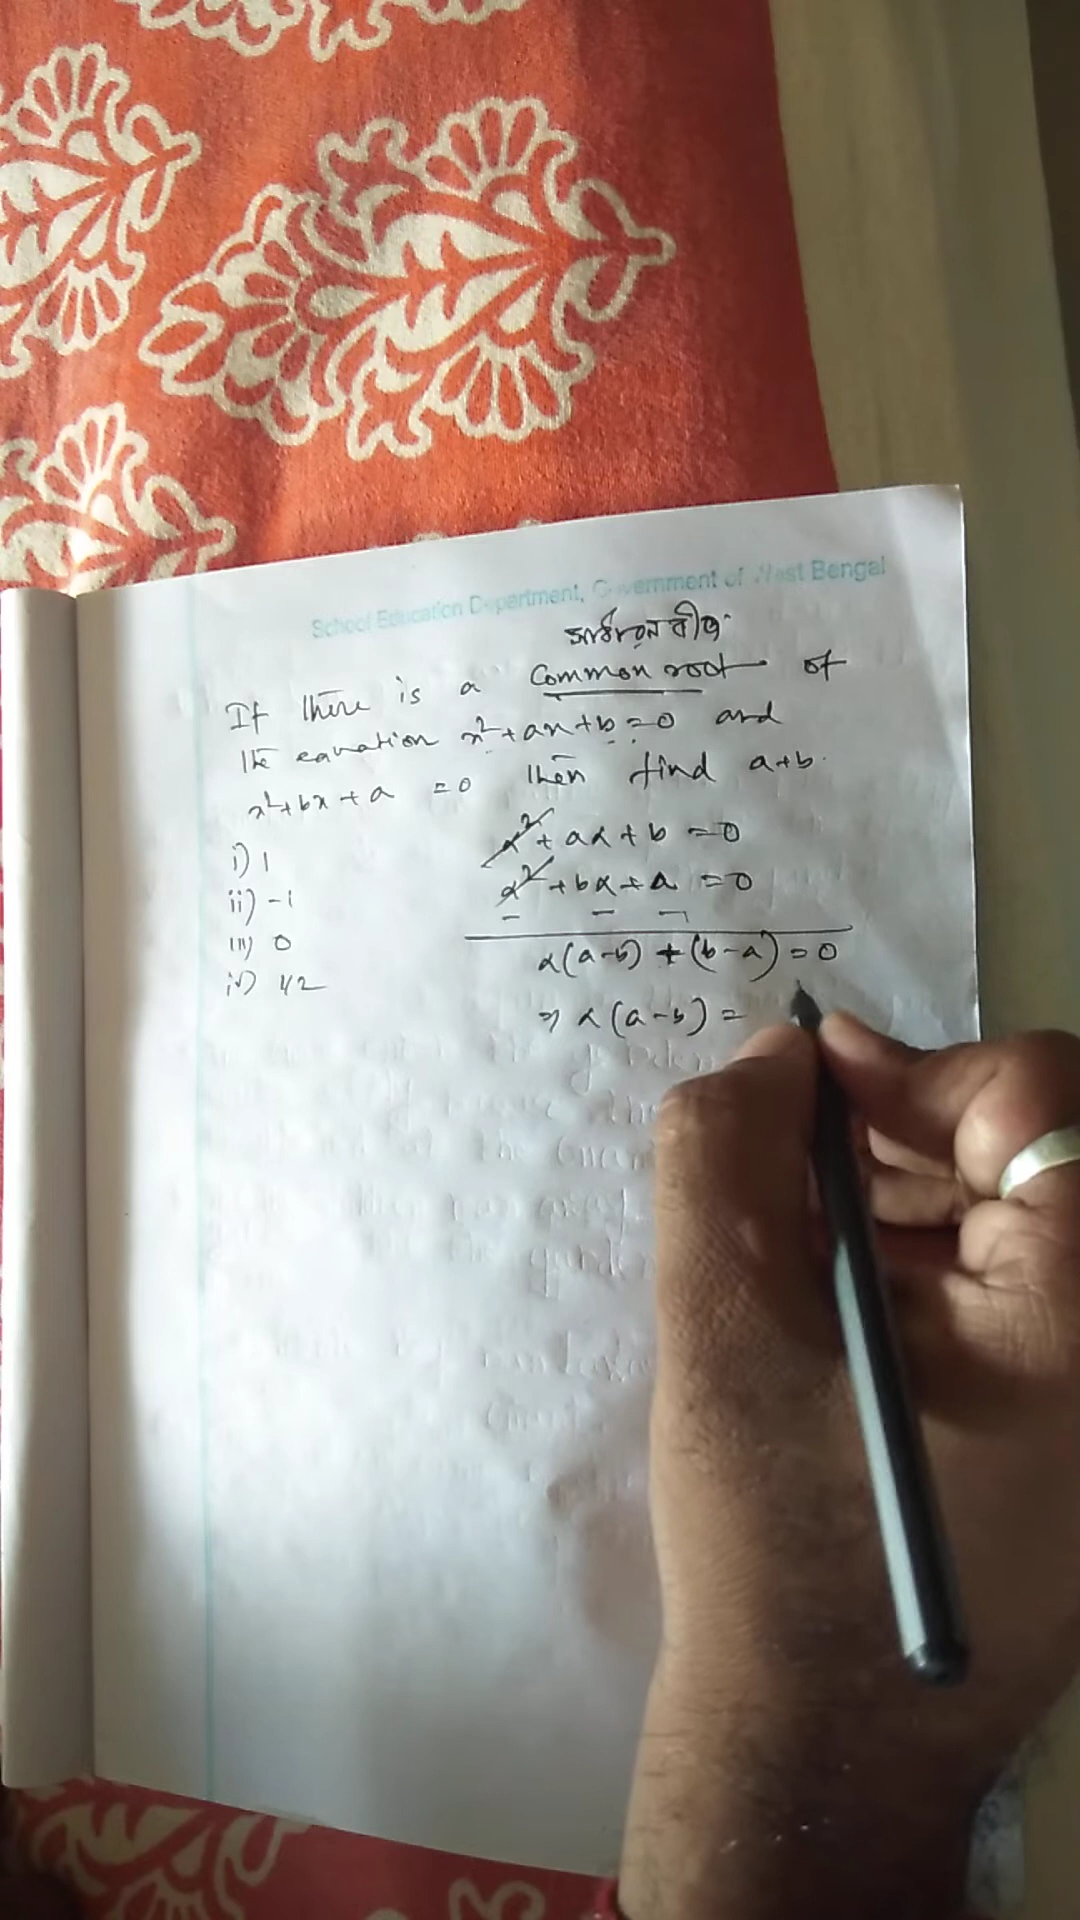 School Education Department, Government of West Bengal
If there is a Common root of
the equation x²+ax+b=0 and
x²+bx+a =0 then find a+b.
i) 1
ii) -1
iii) 0
iv) 1/2
α²+aα+b =0
α²+bα+a =0
α(a-b) +(b-a)=0
⇒ α(a-b) =